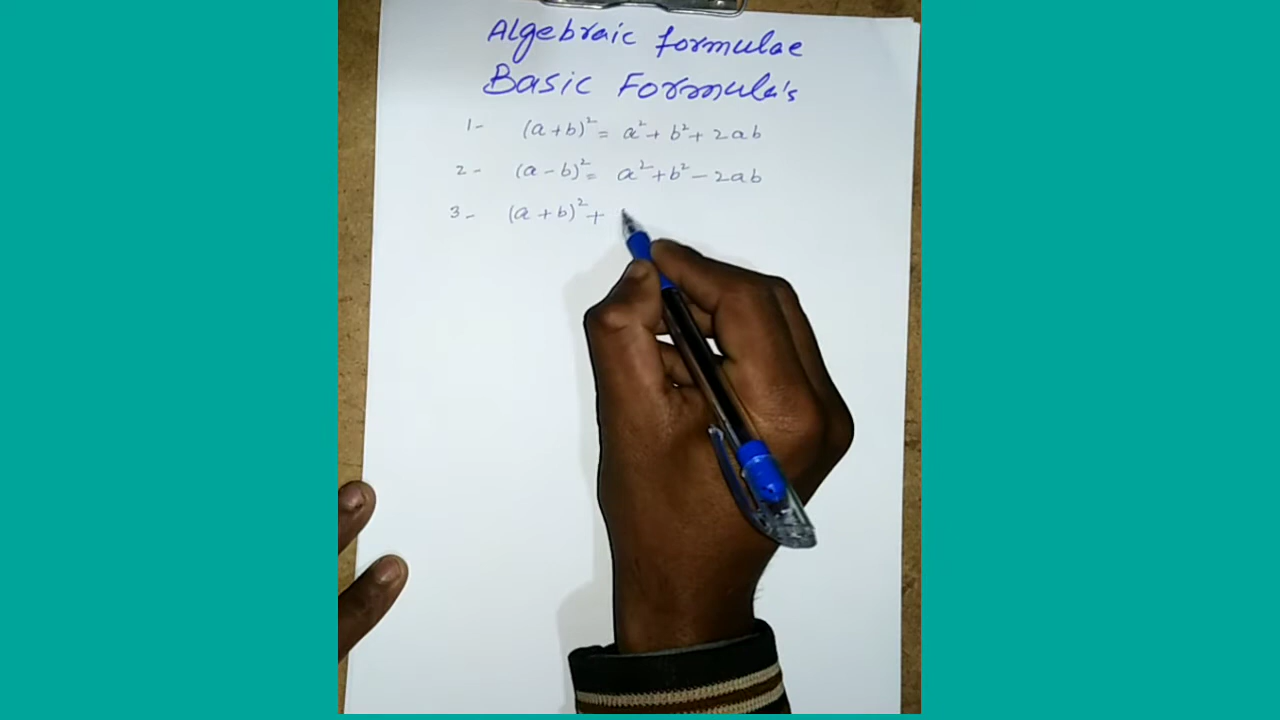 Algebraic formulae
Basic Formula's
1- (a+b)² = a² + b² + 2ab
2- (a-b)² = a² + b² - 2ab
3- (a+b)² +